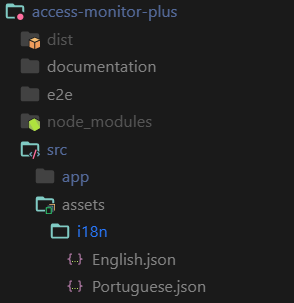 access-monitor-plus
dist
documentation
e2e
node_modules
src
app
assets
i18n
English.json
Portuguese.json